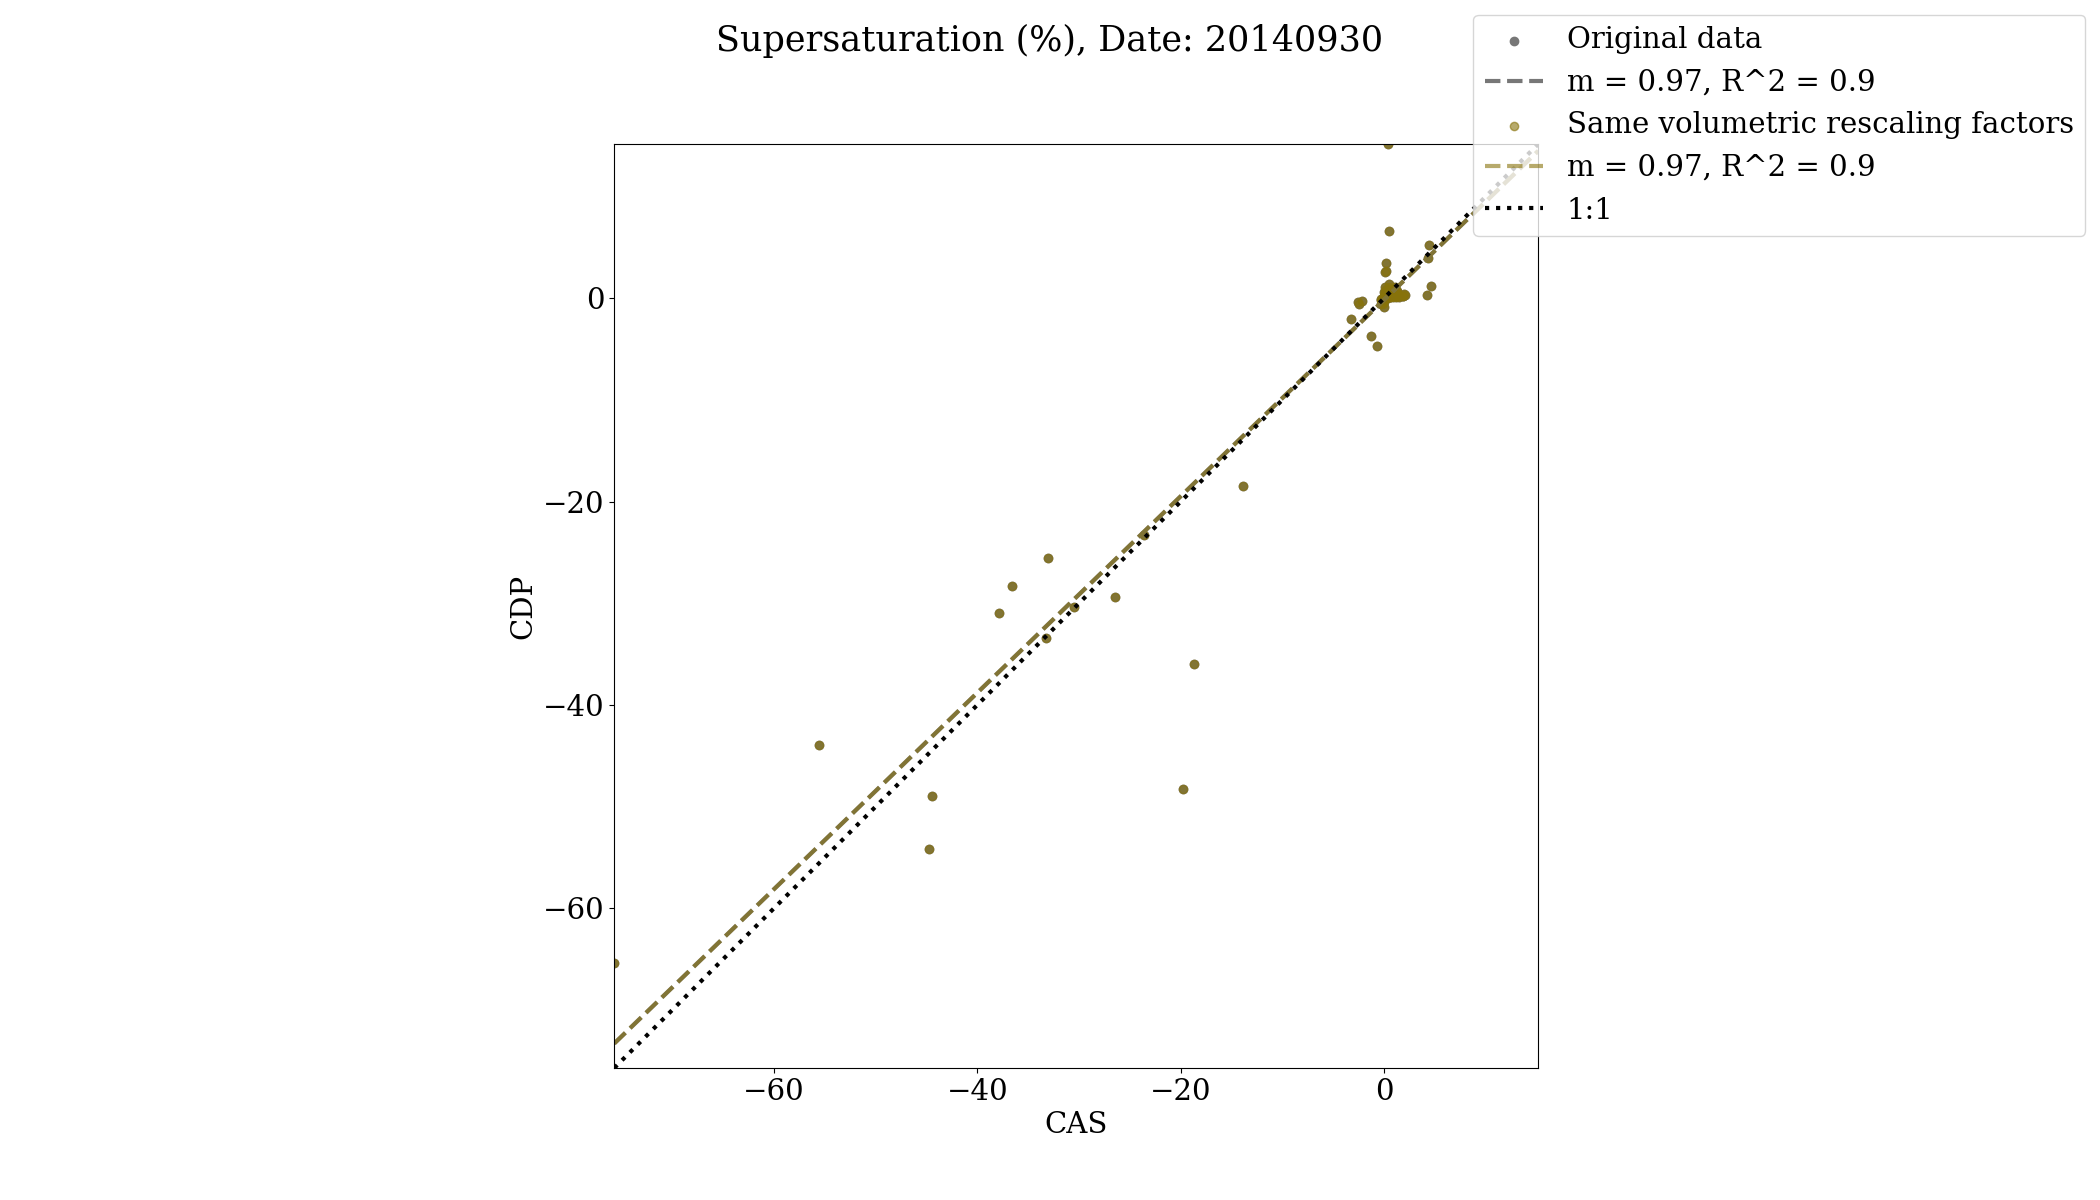 Supersaturation (%), Date: 20140930
Original data
m = 0.97, R^2 = 0.9
Same volumetric rescaling factors
m = 0.97, R^2 = 0.9
1:1
0
−20
−40
−60
CDP
−60
−40
−20
0
CAS